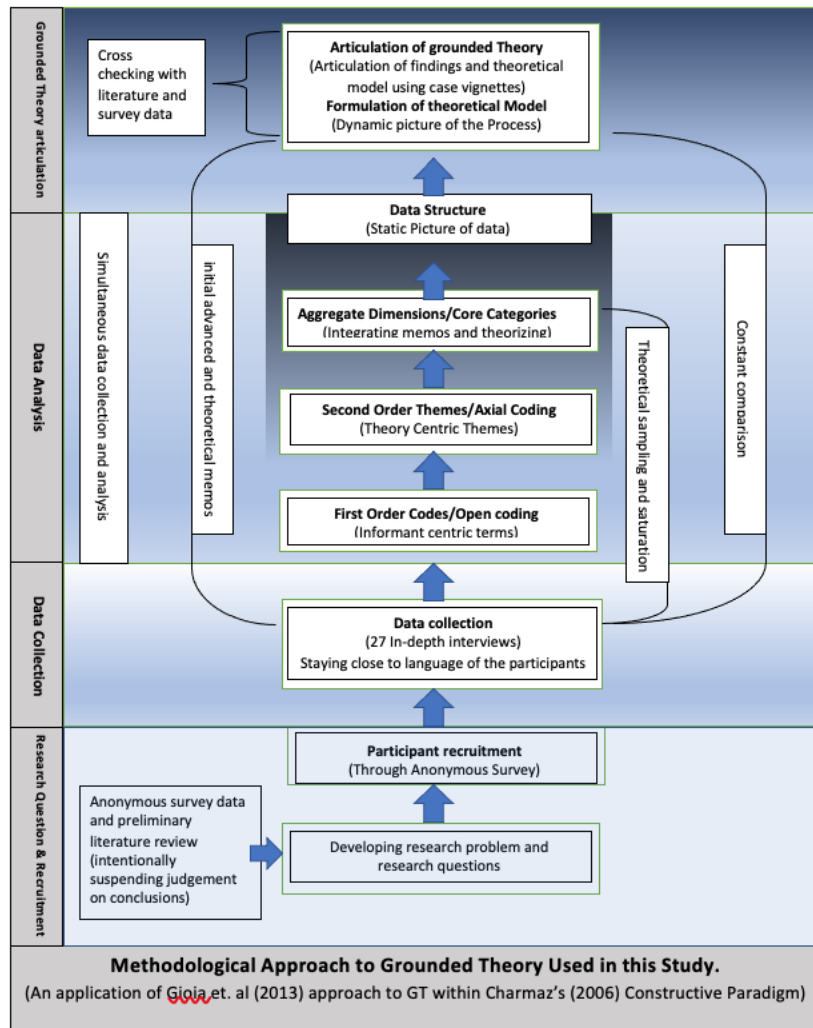 Grounded Theory articulation
Cross
checking with
literature and
survey data
Articulation of grounded Theory
(Articulation of findings and theoretical
model using case vignettes)
Formulation of theoretical Model
(Dynamic picture of the Process)
Data Structure
(Static Picture of data)
Data Analysis
Simultaneous data collection and analysis
initial advanced and theoretical memos
Aggregate Dimensions/Core Categories
(Integrating memos and theorizing)
Second Order Themes/Axial Coding
(Theory Centric Themes)
First Order Codes/Open coding
(Informant centric terms)
Theoretical sampling and saturation
Constant comparison
Data Collection
Data collection
(27 In-depth interviews)
Staying close to language of the participants
Research Question & Recruitment
Participant recruitment
(Through Anonymous Survey)
Anonymous survey data
and preliminary
literature review
(intentionally
suspending judgement
on conclusions)
Developing research problem and
research questions
Methodological Approach to Grounded Theory Used in this Study.
(An application of Gioia et. al (2013) approach to GT within Charmaz's (2006) Constructive Paradigm)